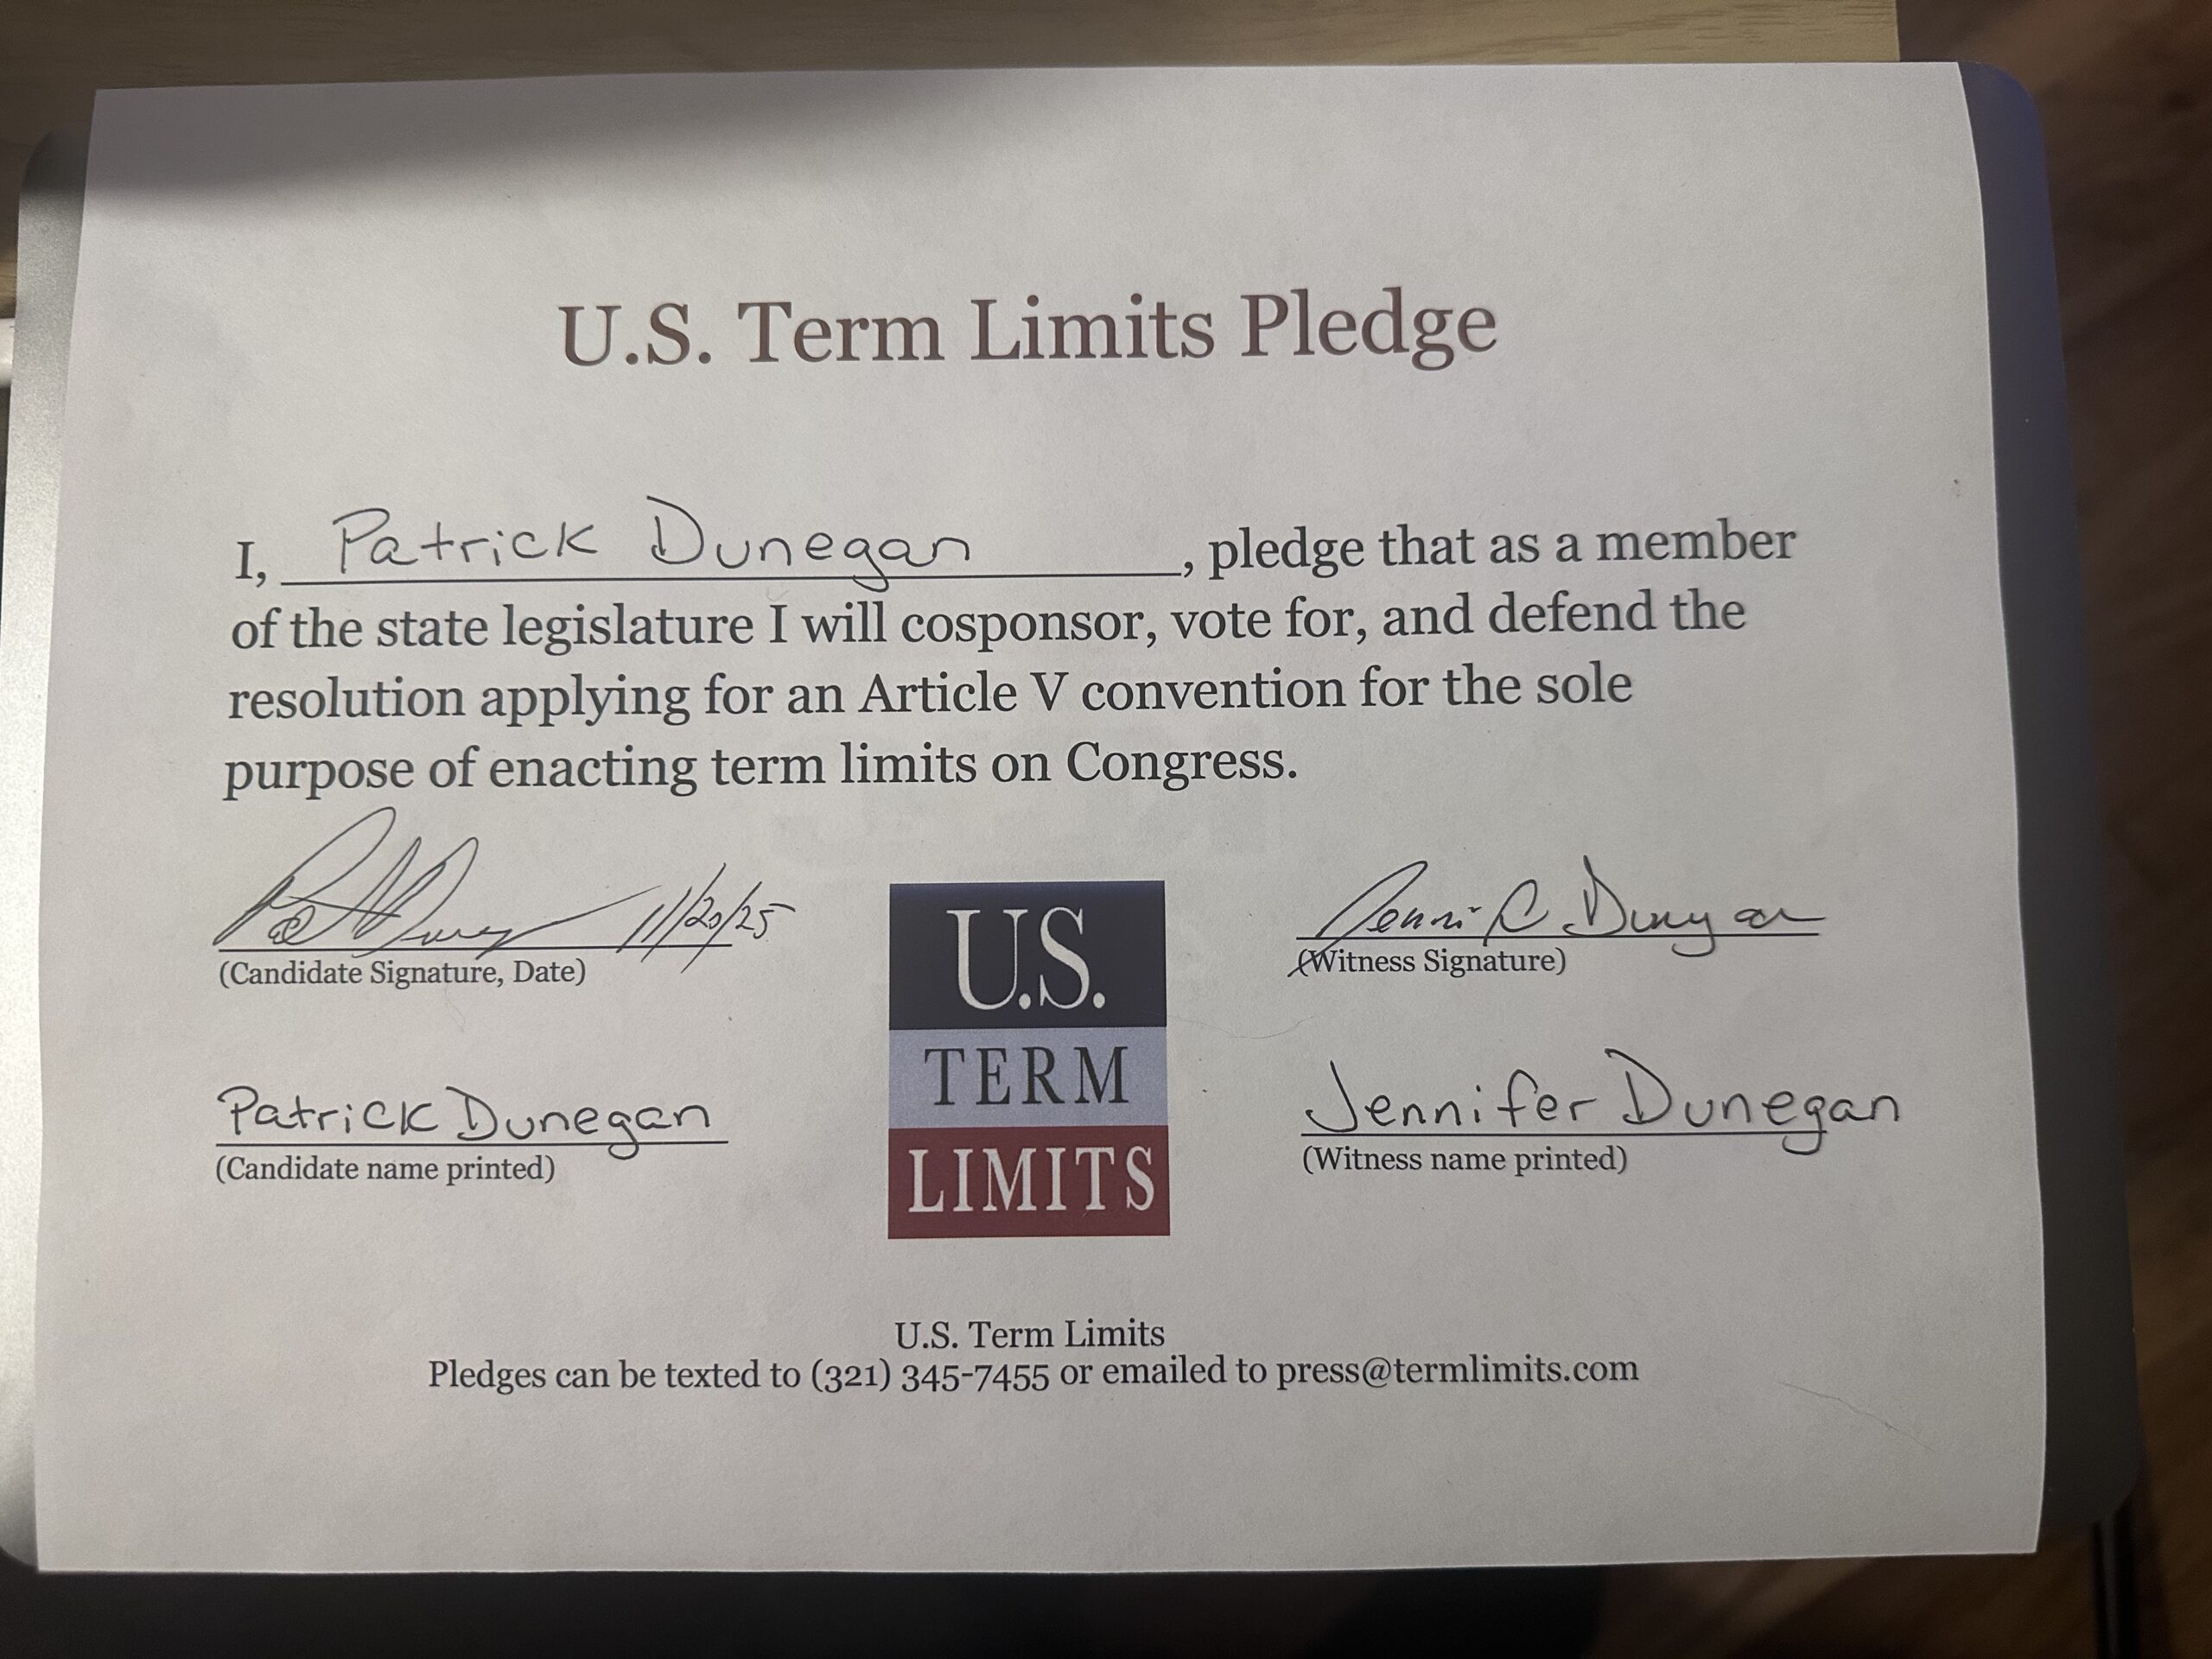 U.S. Term Limits Pledge
I, Patrick Dunegan, pledge that as a member
of the state legislature I will cosponsor, vote for, and defend the
resolution applying for an Article V convention for the sole
purpose of enacting term limits on Congress.
11/20/25
(Candidate Signature, Date)
(Witness Signature)
Patrick Dunegan
(Candidate name printed)
Jennifer Dunegan
(Witness name printed)
U.S.
TERM
LIMITS
U.S. Term Limits
Pledges can be texted to (321) 345-7455 or emailed to press@termlimits.com